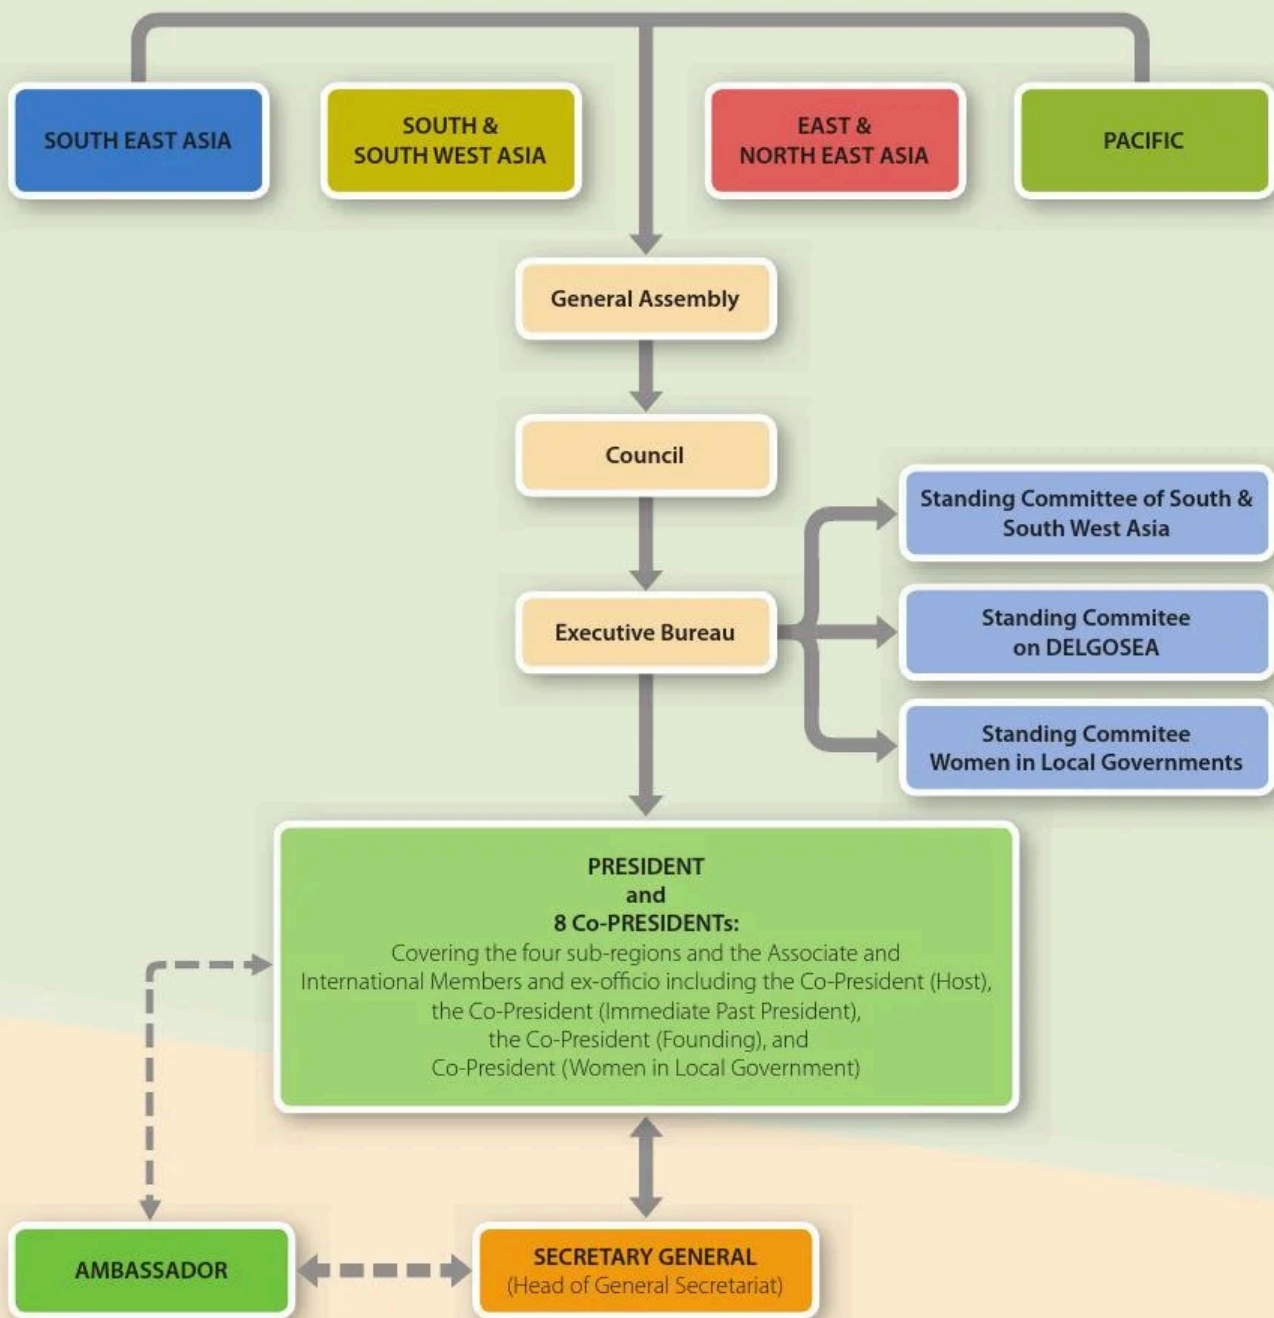 SOUTH EAST ASIA
SOUTH &
SOUTH WEST ASIA
EAST &
NORTH EAST ASIA
PACIFIC
General Assembly
Council
Executive Bureau
Standing Committee of South &
South West Asia
Standing Commitee
on DELGOSEA
Standing Commitee
Women in Local Governments
PRESIDENT
and
8 Co-PRESIDENTs:
Covering the four sub-regions and the Associate and
International Members and ex-officio including the Co-President (Host),
the Co-President (Immediate Past President),
the Co-President (Founding), and
Co-President (Women in Local Government)
AMBASSADOR
SECRETARY GENERAL
(Head of General Secretariat)